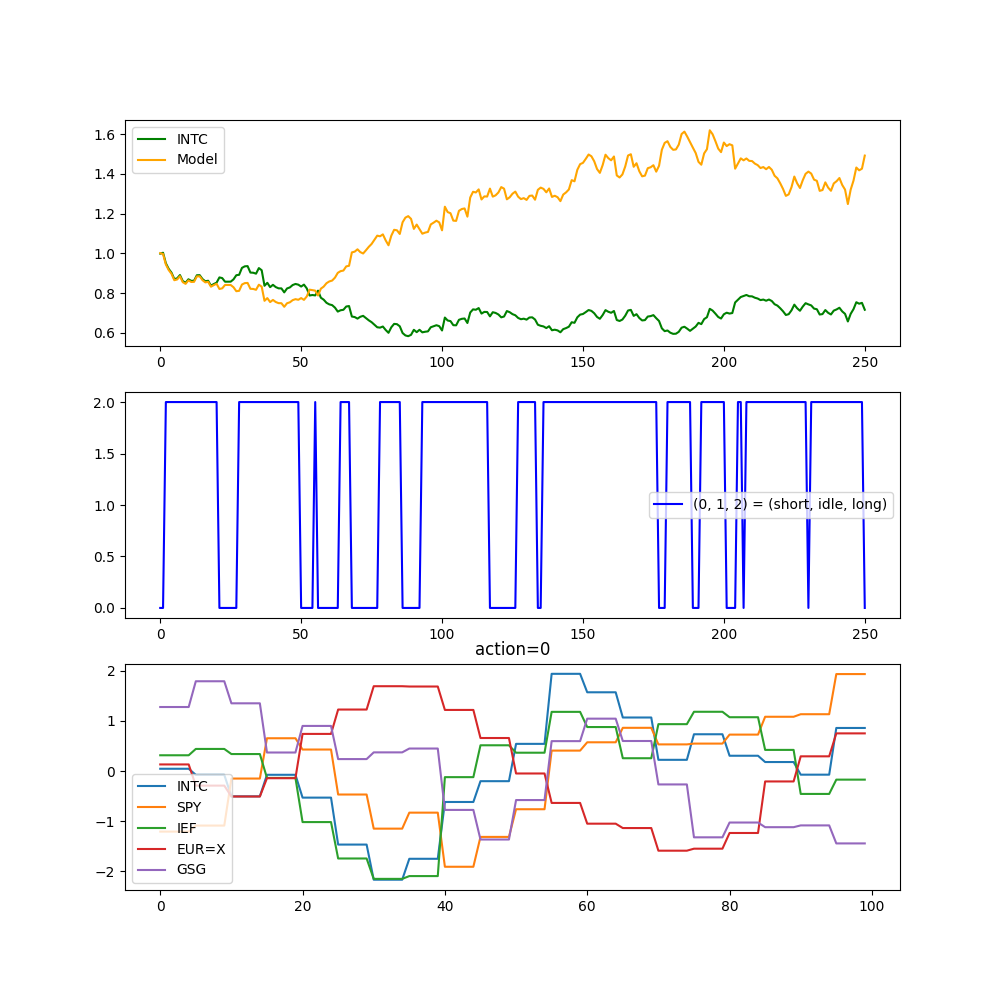 1.6
1.4
1.2
1.0
0.8
0.6
INTC
Model
0 50 100 150 200 250
2.0
1.5
1.0
0.5
0.0
(0, 1, 2) = (short, idle, long)
0 50 100 150 200 250
action=0
2
1
0
−1
−2
INTC
SPY
IEF
EUR=X
GSG
0 20 40 60 80 100